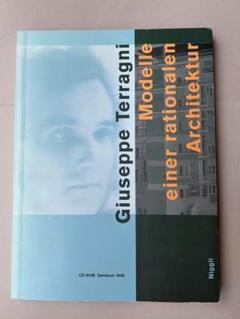 Giuseppe Terragni
Modelle
einer rationalen
Architektur
CD-ROM Danteum 1938
Niggli